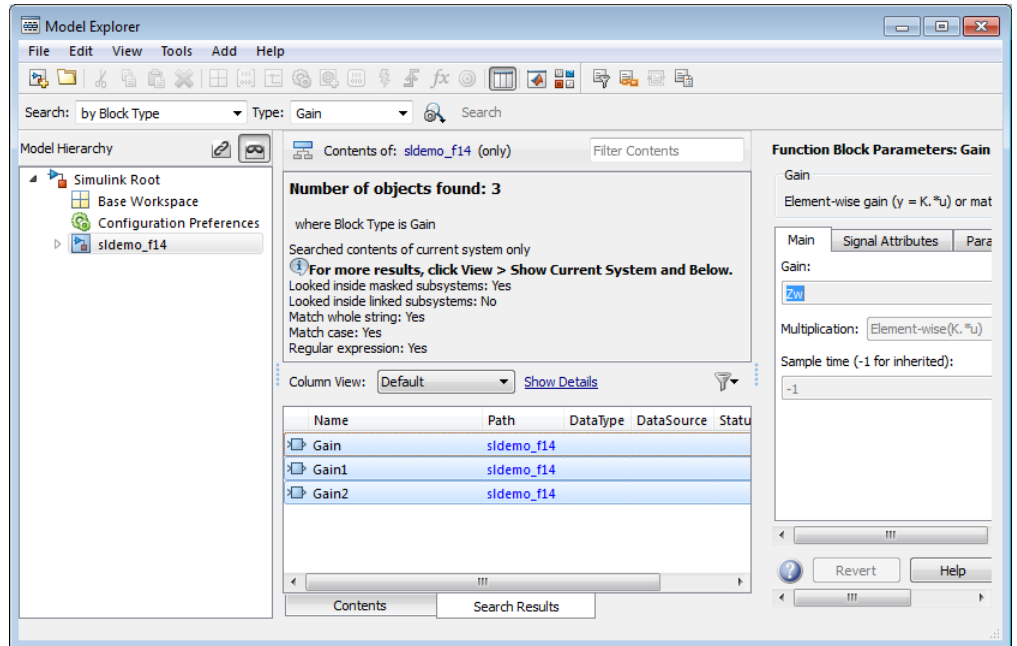 Model Explorer
File Edit View Tools Add Help
fx
Search: by Block Type Type: Gain Search
Model Hierarchy
Simulink Root
Base Workspace
Configuration Preferences
sldemo_f14
Contents of: sldemo_f14 (only) Filter Contents
Number of objects found: 3
where Block Type is Gain
Searched contents of current system only
For more results, click View > Show Current System and Below.
Looked inside masked subsystems: Yes
Looked inside linked subsystems: No
Match whole string: Yes
Match case: Yes
Regular expression: Yes
Column View: Default Show Details
Name Path DataType DataSource Statu
Gain sldemo_f14
Gain1 sldemo_f14
Gain2 sldemo_f14
Contents Search Results
Function Block Parameters: Gain
Gain
Element-wise gain (y = K.*u) or mat
Main Signal Attributes Para
Gain:
Zw
Multiplication: Element-wise(K.*u)
Sample time (-1 for inherited):
-1
Revert Help